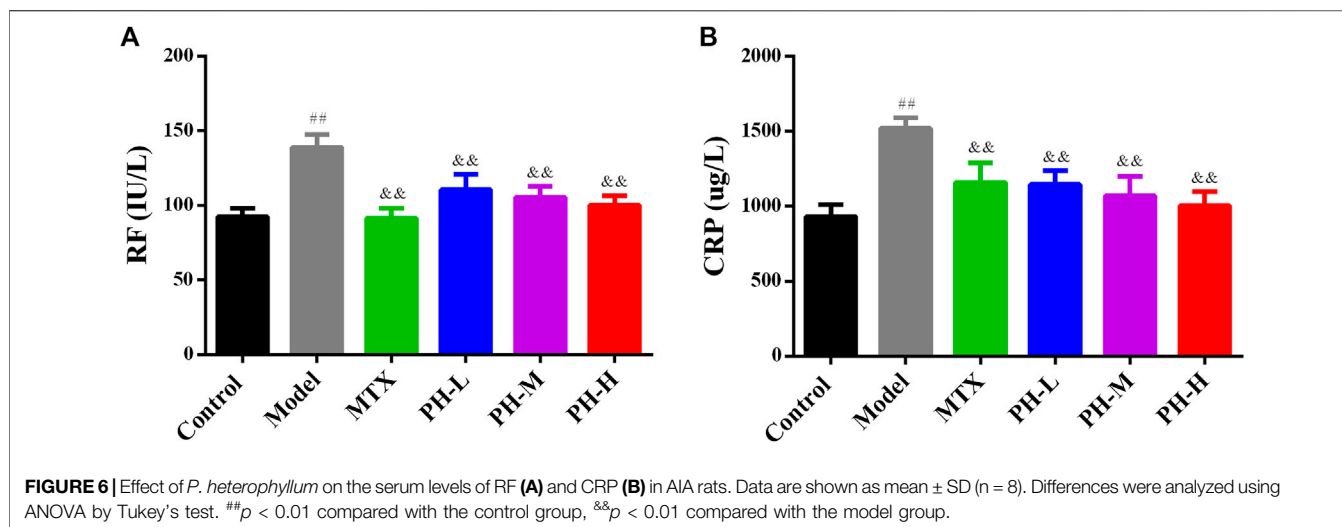 A
RF (IU/L)
200
150
100
50
0
##
&&
&&
&&
&&
Control
Model
MTX
PH-L
PH-M
PH-H
B
CRP (ug/L)
2000
1500
1000
500
0
##
&&
&&
&&
&&
Control
Model
MTX
PH-L
PH-M
PH-H
FIGURE 6 | Effect of P. heterophyllum on the serum levels of RF (A) and CRP (B) in AIA rats. Data are shown as mean ± SD (n = 8). Differences were analyzed using
ANOVA by Tukey's test. ##p < 0.01 compared with the control group, &&p < 0.01 compared with the model group.